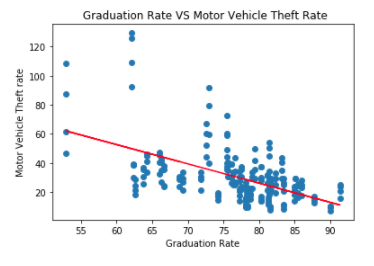 Graduation Rate VS Motor Vehicle Theft Rate
Motor Vehicle Theft rate
120
100
80
60
40
20
55 60 65 70 75 80 85 90
Graduation Rate